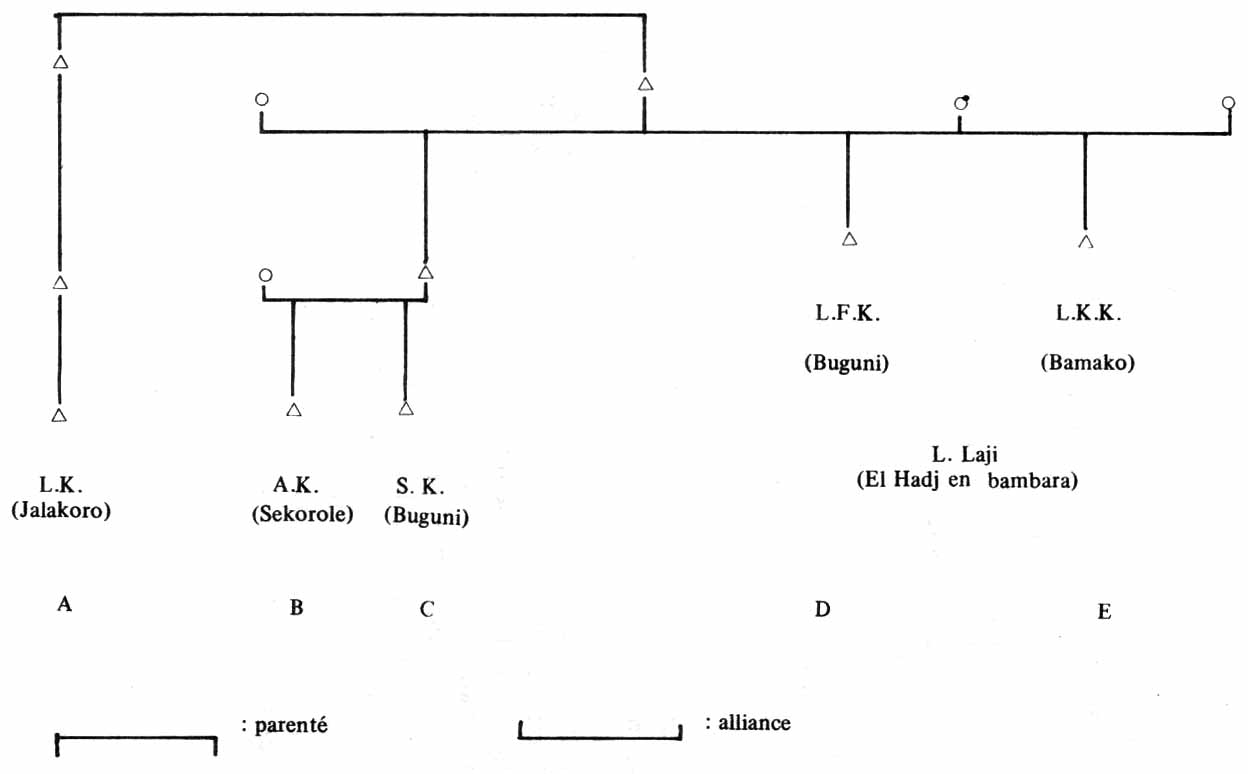 L.F.K.
L.K.K.
(Buguni)
(Bamako)
L. Laji
(El Hadj en bambara)
L.K.
A.K.
S. K.
(Jalakoro)
(Sekorole)
(Buguni)
A
B
C
D
E
: parenté
: alliance